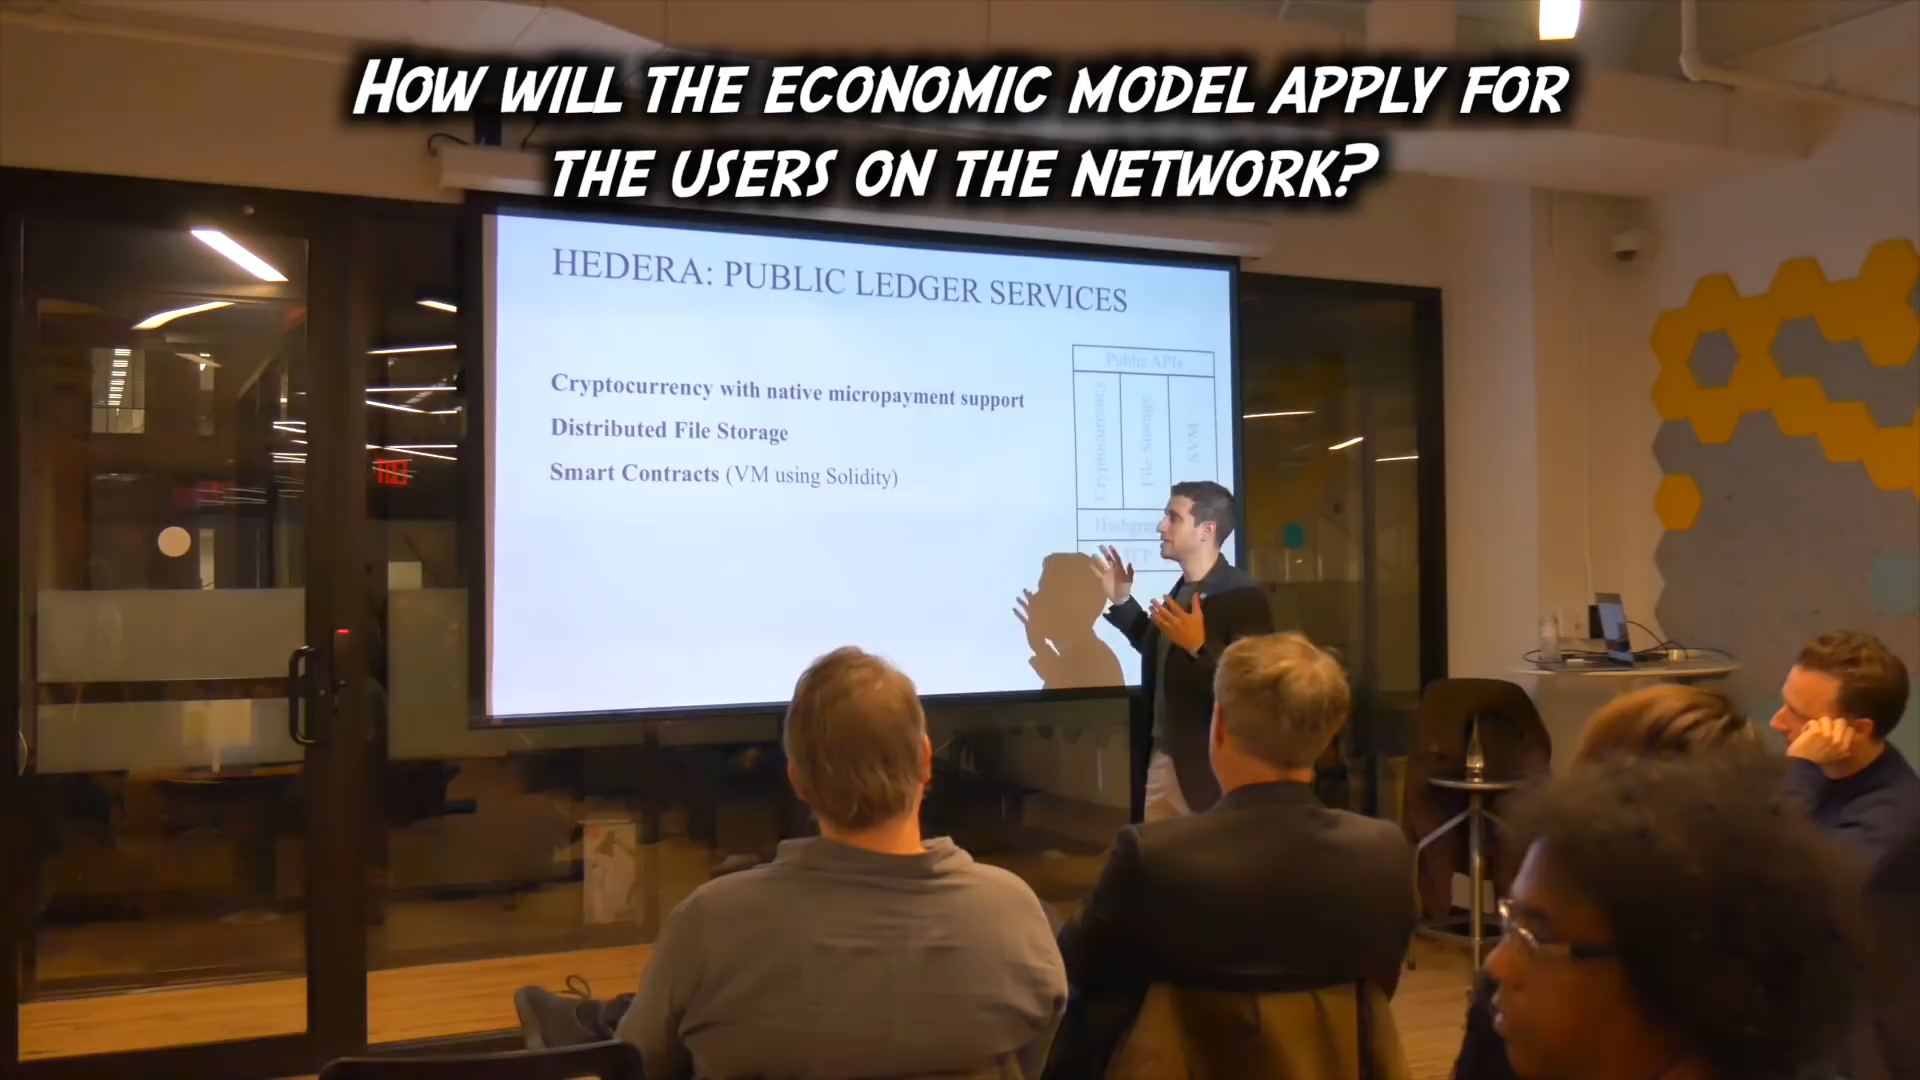 HOW WILL THE ECONOMIC MODEL APPLY FOR
THE USERS ON THE NETWORK?
HEDERA: PUBLIC LEDGER SERVICES
Cryptocurrency with native micropayment support
Distributed File Storage
Smart Contracts (VM using Solidity)
Public APIs
Cryptocurrency
File Storage
SVM
EXIT